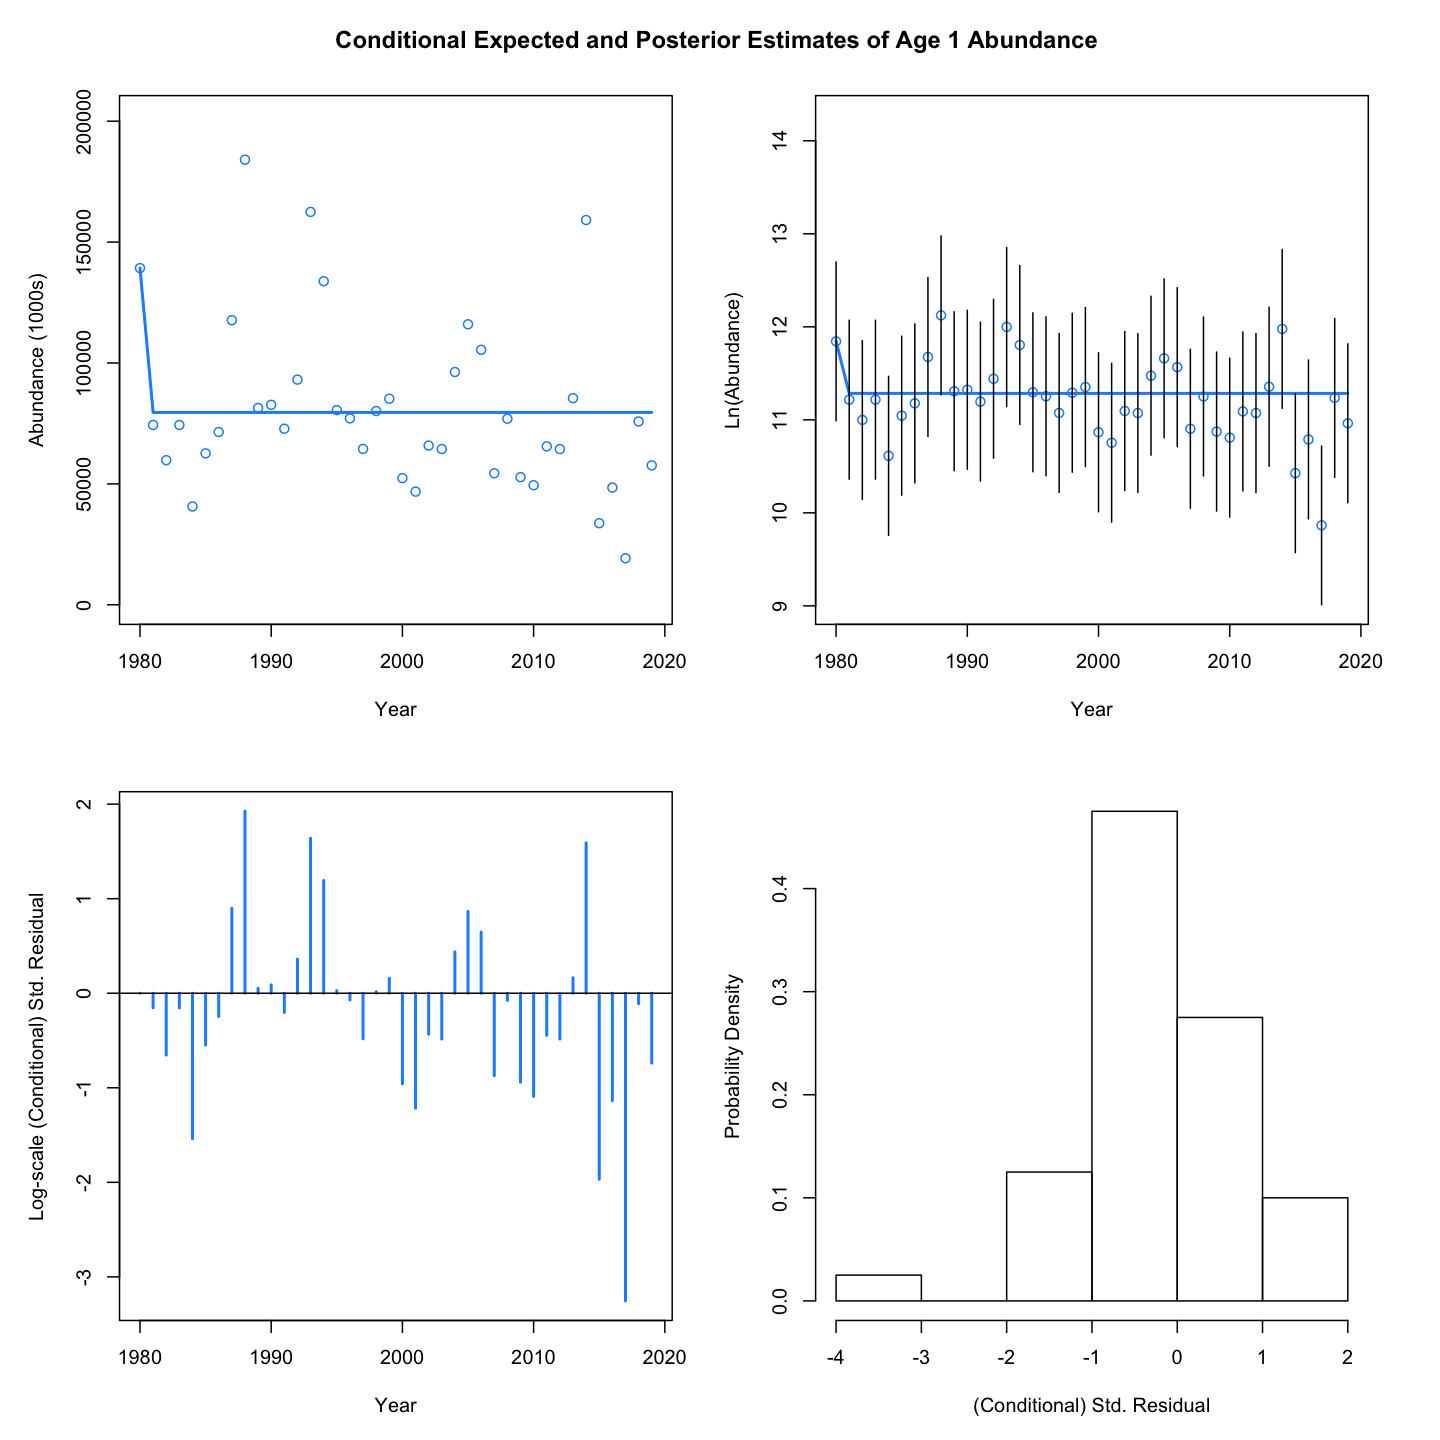 Conditional Expected and Posterior Estimates of Age 1 Abundance
Abundance (1000s)
200000
150000
100000
50000
0
1980 1990 2000 2010 2020
Year
Ln(Abundance)
14
13
12
11
10
9
1980 1990 2000 2010 2020
Year
Log-scale (Conditional) Std. Residual
2
1
0
-1
-2
-3
1980 1990 2000 2010 2020
Year
Probability Density
0.4
0.3
0.2
0.1
0.0
-4 -3 -2 -1 0 1 2
(Conditional) Std. Residual